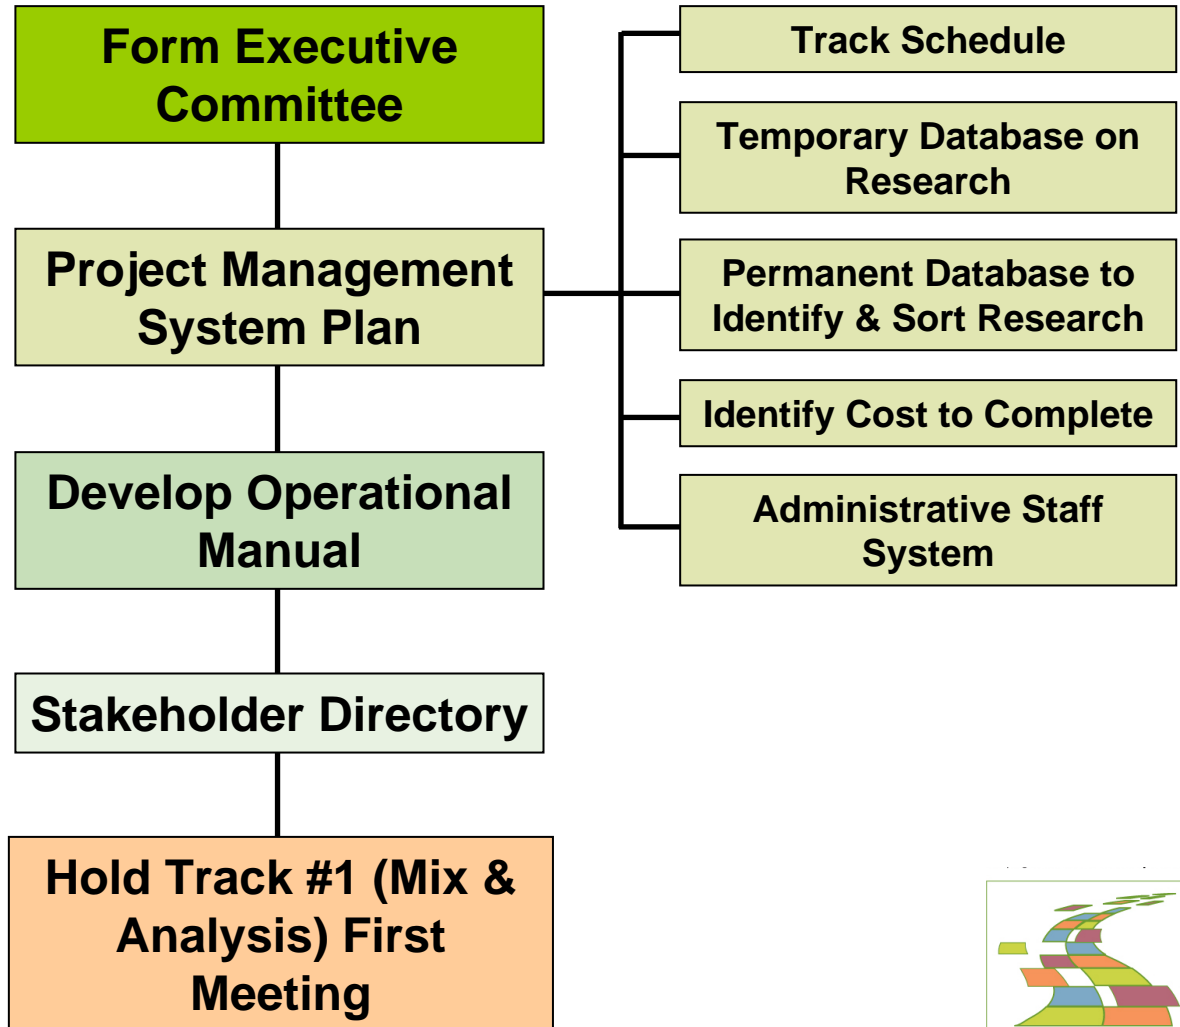 Form Executive
Committee
Project Management
System Plan
Develop Operational
Manual
Stakeholder Directory
Hold Track #1 (Mix &
Analysis) First
Meeting
Track Schedule
Temporary Database on
Research
Permanent Database to
Identify & Sort Research
Identify Cost to Complete
Administrative Staff
System